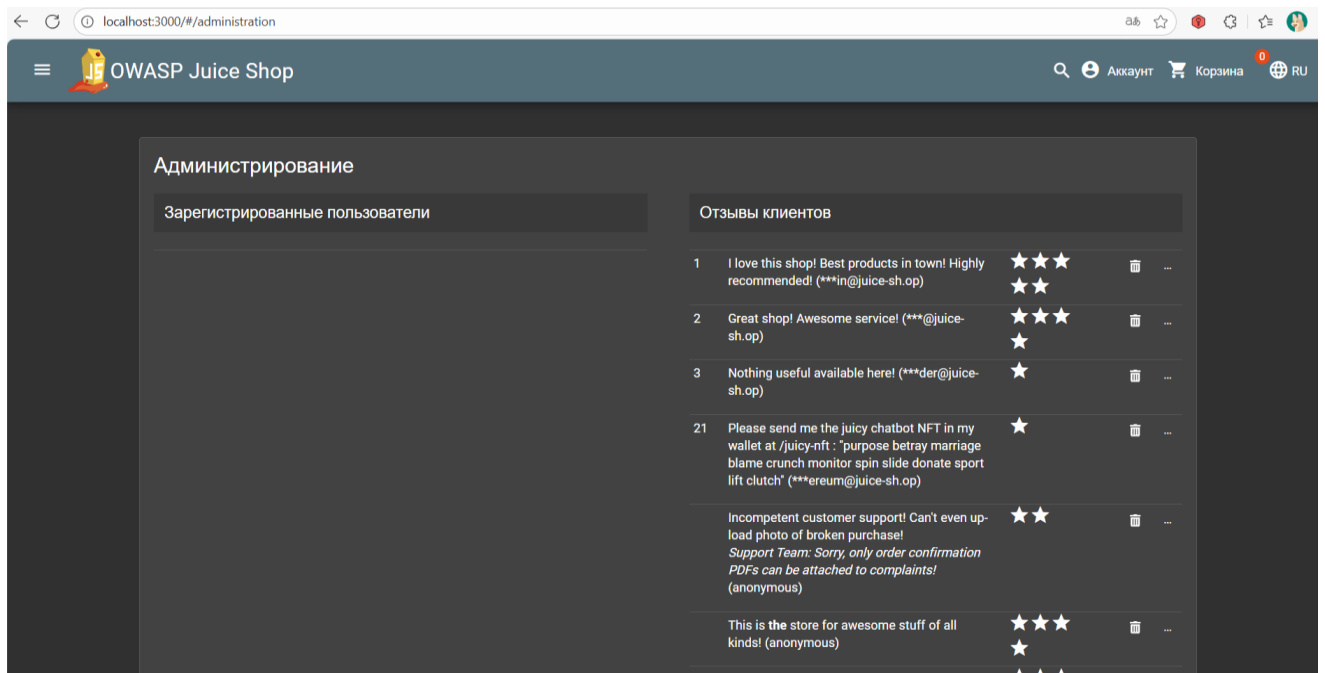 localhost:3000/#/administration
OWASP Juice Shop
Аккаунт
Корзина
0
RU
Администрирование
Зарегистрированные пользователи
Отзывы клиентов
1
I love this shop! Best products in town! Highly
recommended! (***in@juice-sh.op)
...
2
Great shop! Awesome service! (***@juice-
sh.op)
...
3
Nothing useful available here! (***der@juice-
sh.op)
...
21
Please send me the juicy chatbot NFT in my
wallet at /juicy-nft : "purpose betray marriage
blame crunch monitor spin slide donate sport
lift clutch" (***ereum@juice-sh.op)
...
Incompetent customer support! Can't even up-
load photo of broken purchase!
Support Team: Sorry, only order confirmation
PDFs can be attached to complaints!
(anonymous)
...
This is the store for awesome stuff of all
kinds! (anonymous)
...